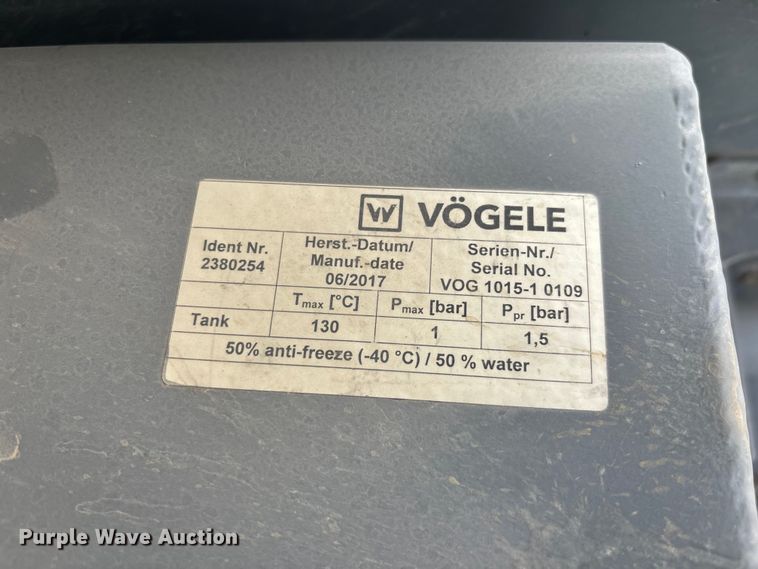 VÖGELE
Ident Nr.
2380254
Herst.-Datum/
Manuf.-date
06/2017
Serien-Nr./
Serial No.
VOG 1015-1 0109
Tmax [°C] Pmax [bar] Ppr [bar]
Tank 130 1 1,5
50% anti-freeze (-40 °C) / 50 % water
Purple Wave Auction